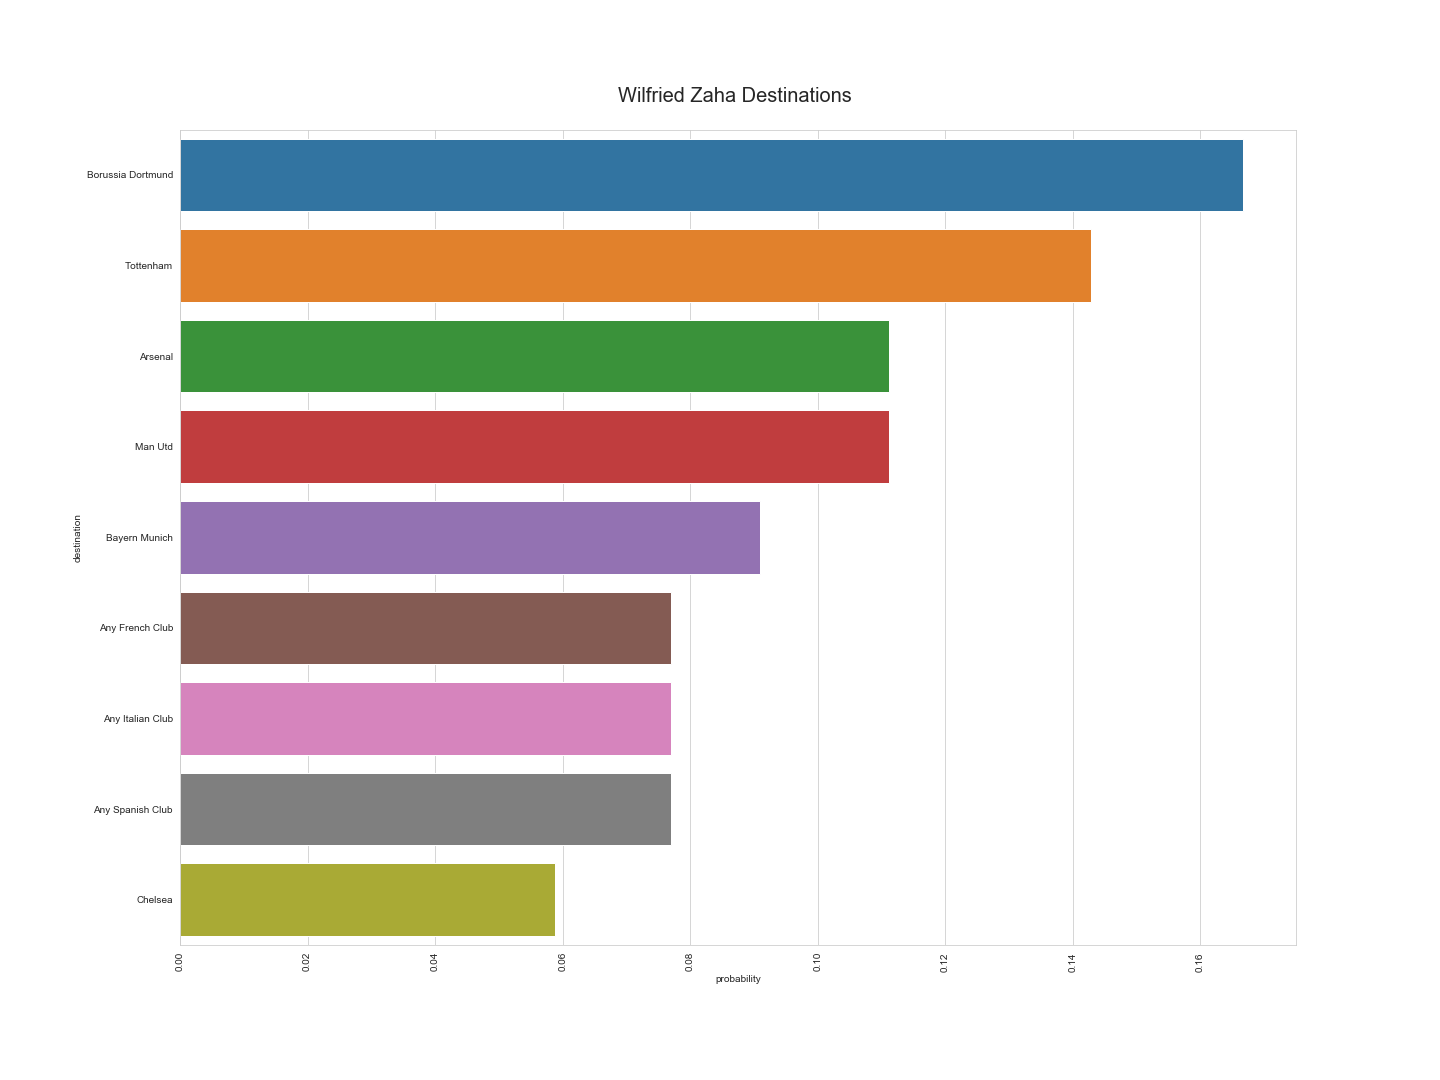 Wilfried Zaha Destinations
destination
Borussia Dortmund
Tottenham
Arsenal
Man Utd
Bayern Munich
Any French Club
Any Italian Club
Any Spanish Club
Chelsea
0.00 0.02 0.04 0.06 0.08 0.10 0.12 0.14 0.16
probability